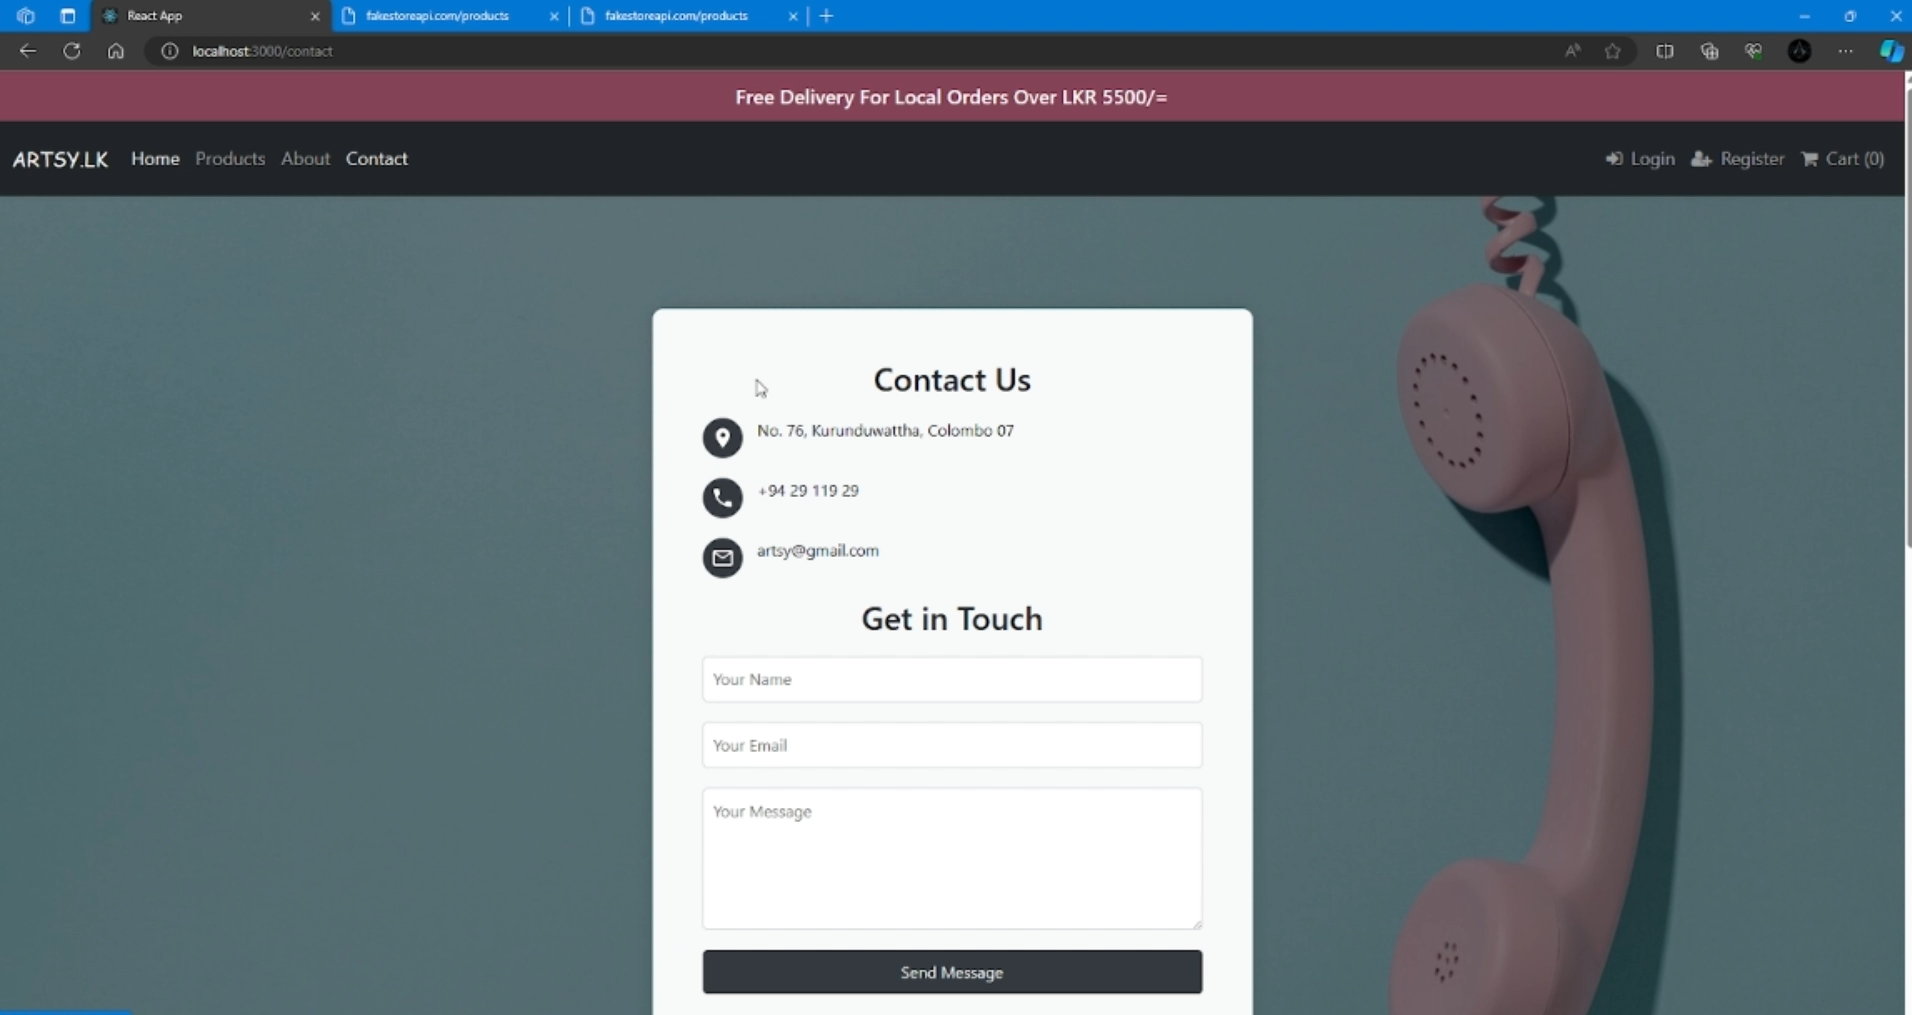 React App
fakestoreapi.com/products
fakestoreapi.com/products
localhost:3000/contact
Free Delivery For Local Orders Over LKR 5500/=
ARTSY.LK Home Products About Contact Login Register Cart (0)
Contact Us
No. 76, Kurunduwattha, Colombo 07
+94 29 119 29
artsy@gmail.com
Get in Touch
Your Name
Your Email
Your Message
Send Message